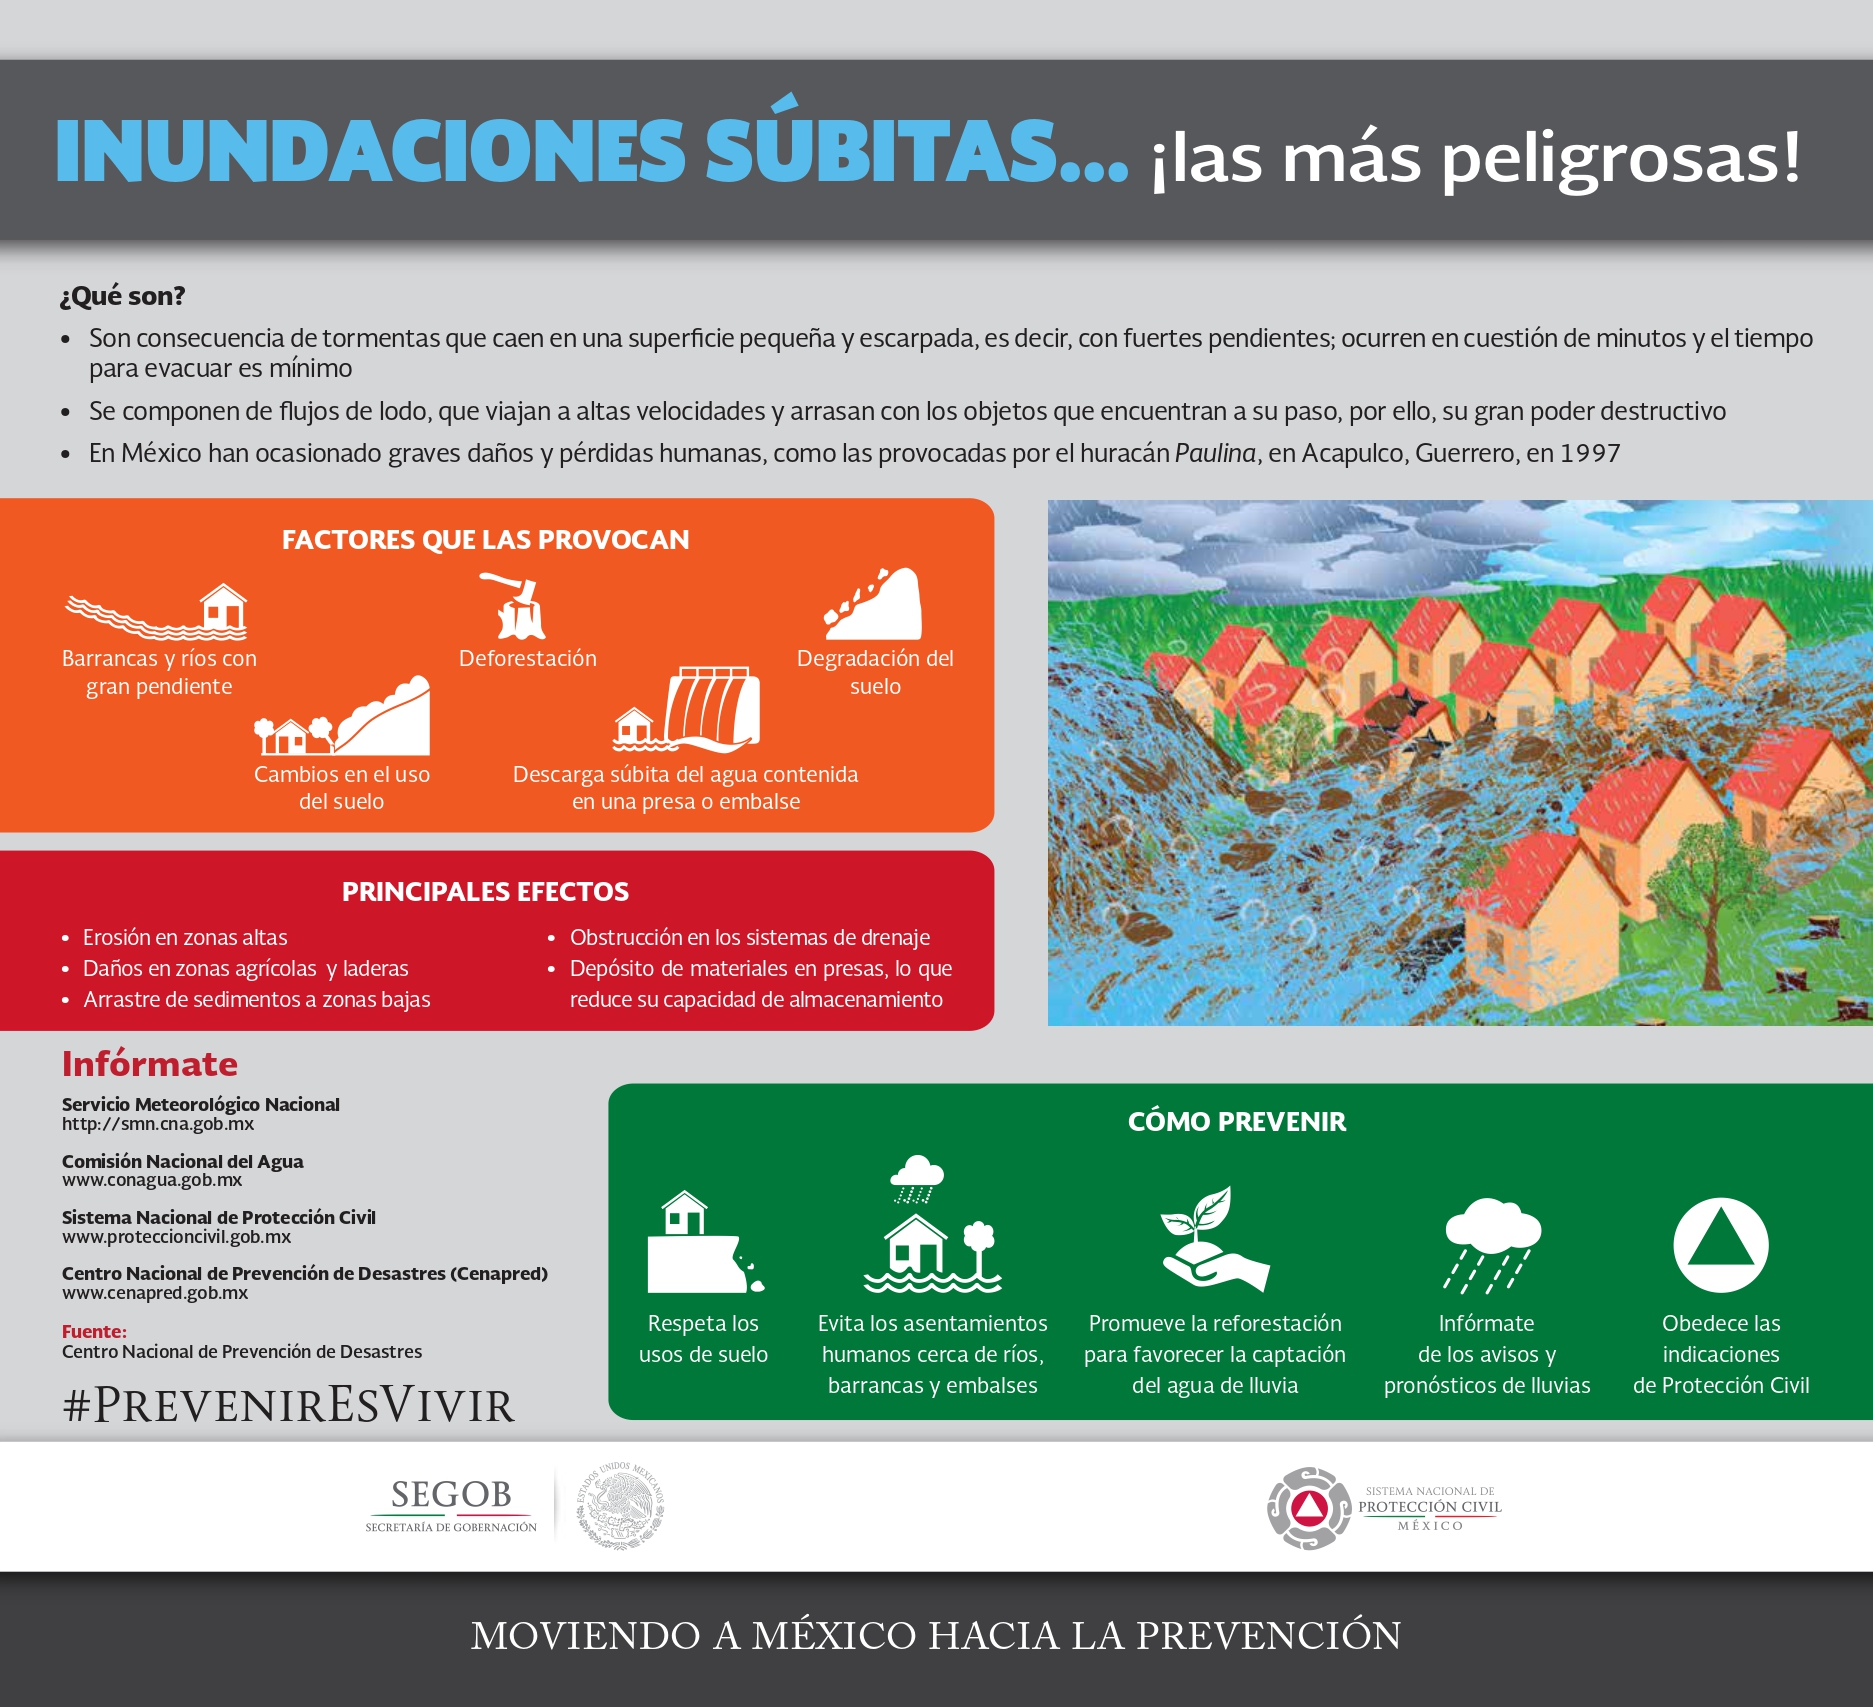 INUNDACIONES SÚBITAS... ¡las más peligrosas!
¿Qué son?
• Son consecuencia de tormentas que caen en una superficie pequeña y escarpada, es decir, con fuertes pendientes; ocurren en cuestión de minutos y el tiempo
para evacuar es mínimo
• Se componen de flujos de lodo, que viajan a altas velocidades y arrasan con los objetos que encuentran a su paso, por ello, su gran poder destructivo
• En México han ocasionado graves daños y pérdidas humanas, como las provocadas por el huracán Paulina, en Acapulco, Guerrero, en 1997
FACTORES QUE LAS PROVOCAN
Barrancas y ríos con
gran pendiente
Deforestación
Degradación del
suelo
Cambios en el uso
del suelo
Descarga súbita del agua contenida
en una presa o embalse
PRINCIPALES EFECTOS
• Erosión en zonas altas
• Daños en zonas agrícolas y laderas
• Arrastre de sedimentos a zonas bajas
• Obstrucción en los sistemas de drenaje
• Depósito de materiales en presas, lo que
reduce su capacidad de almacenamiento
Infórmate
Servicio Meteorológico Nacional
http://smn.cna.gob.mx
Comisión Nacional del Agua
www.conagua.gob.mx
Sistema Nacional de Protección Civil
www.proteccioncivil.gob.mx
Centro Nacional de Prevención de Desastres (Cenapred)
www.cenapred.gob.mx
Fuente:
Centro Nacional de Prevención de Desastres
#PREVENIRESVIVIR
CÓMO PREVENIR
Respeta los
usos de suelo
Evita los asentamientos
humanos cerca de ríos,
barrancas y embalses
Promueve la reforestación
para favorecer la captación
del agua de lluvia
Infórmate
de los avisos y
pronósticos de lluvias
Obedece las
indicaciones
de Protección Civil
SEGOB
SECRETARÍA DE GOBERNACIÓN
ESTADOS UNIDOS MEXICANOS
SISTEMA NACIONAL DE
PROTECCIÓN CIVIL
MÉXICO
MOVIENDO A MÉXICO HACIA LA PREVENCIÓN